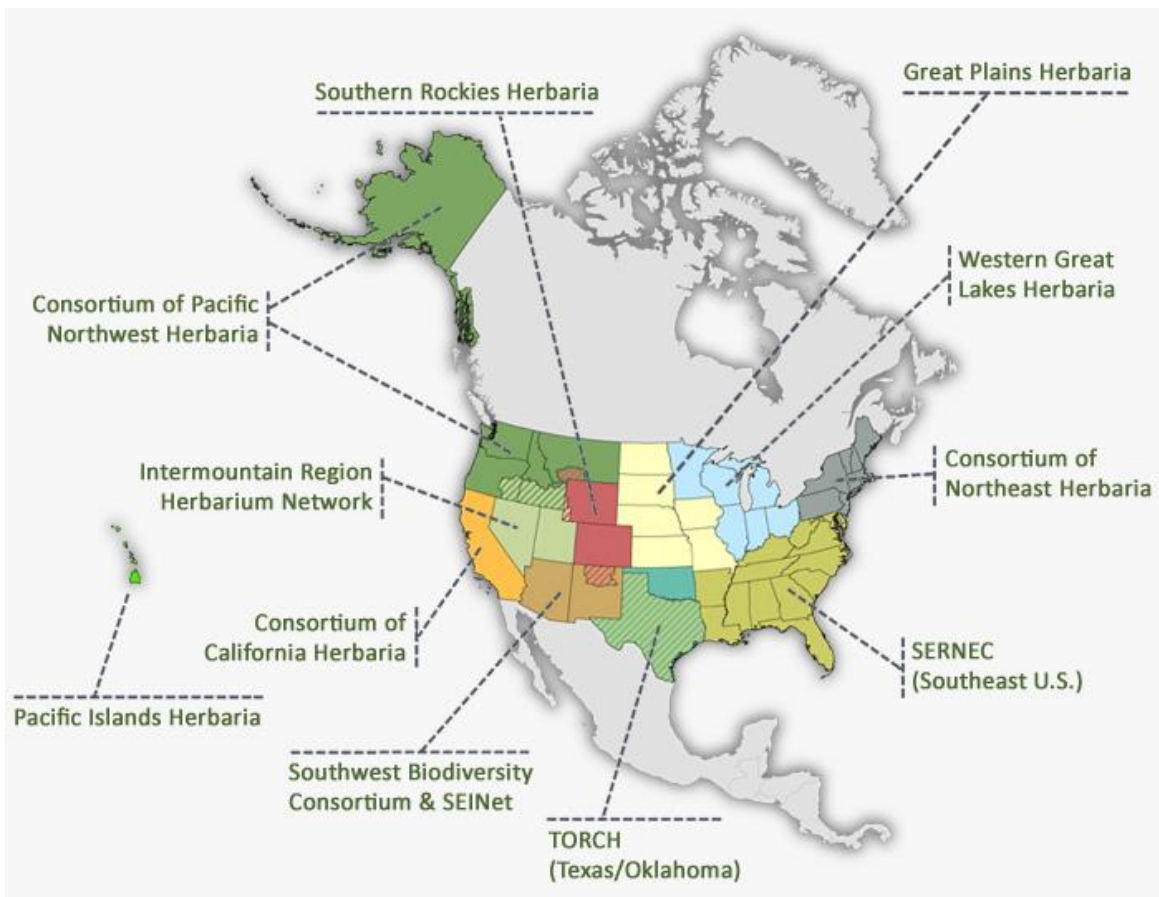 Southern Rockies Herbaria
Great Plains Herbaria
Western Great
Lakes Herbaria
Consortium of Pacific
Northwest Herbaria
Intermountain Region
Herbarium Network
Consortium of
Northeast Herbaria
Consortium of
California Herbaria
SERNEC
(Southeast U.S.)
Pacific Islands Herbaria
Southwest Biodiversity
Consortium & SEINet
TORCH
(Texas/Oklahoma)